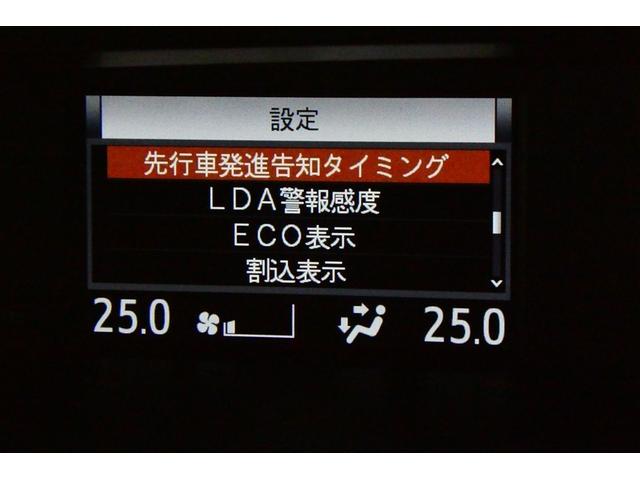 設定
先行車発進告知タイミング
ＬＤＡ警報感度
ＥＣＯ表示
割込表示
25.0 25.0